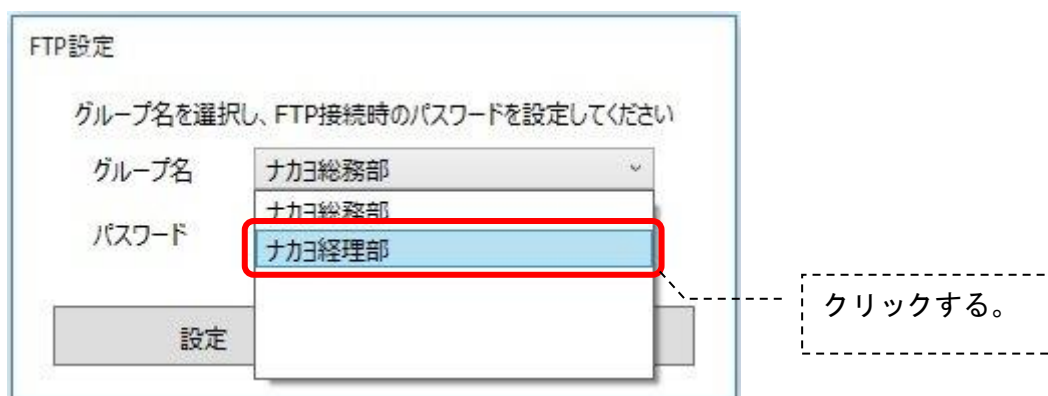 FTP設定
グループ名を選択し、FTP接続時のパスワードを設定してください
グループ名
ナカヨ総務部
ナカヨ総務部
パスワード
ナカヨ経理部
クリックする。
設定